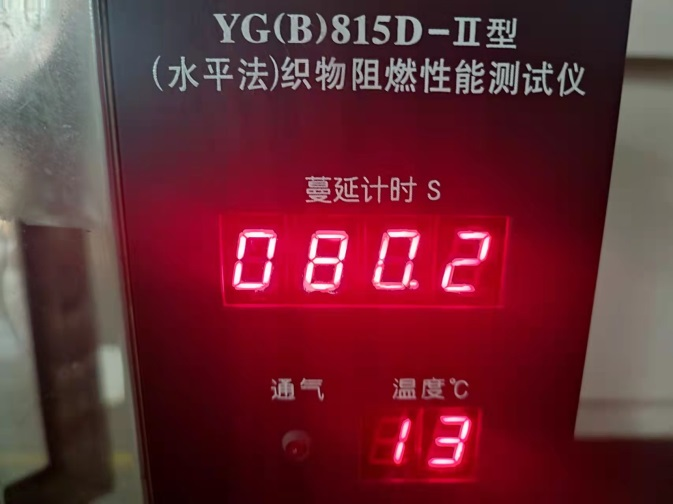 YG(B)815D-Ⅱ型
(水平法)织物阻燃性能测试仪
蔓延计时 S
080.2
通气 温度℃
13